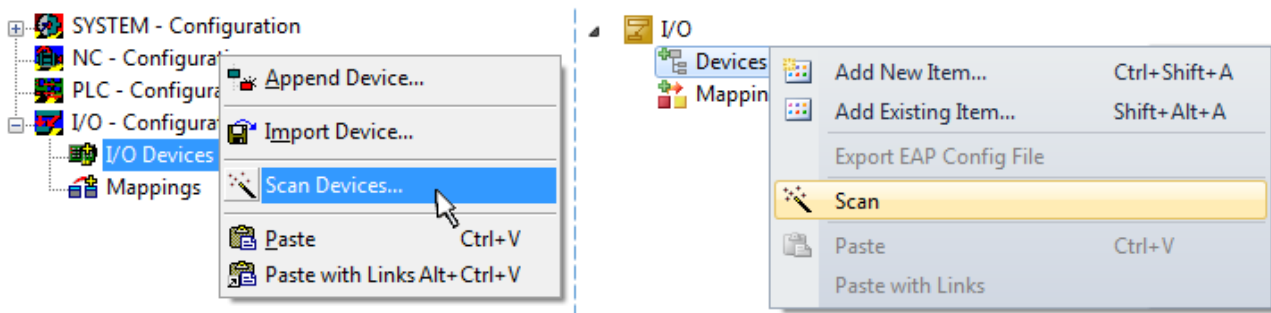 SYSTEM - Configuration
NC - Configurat
PLC - Configura
I/O - Configurat
I/O Devices
Mappings
Append Device...
Import Device...
Scan Devices...
Paste Ctrl+V
Paste with Links Alt+Ctrl+V
I/O
Devices
Mappin
Add New Item... Ctrl+Shift+A
Add Existing Item... Shift+Alt+A
Export EAP Config File
Scan
Paste Ctrl+V
Paste with Links